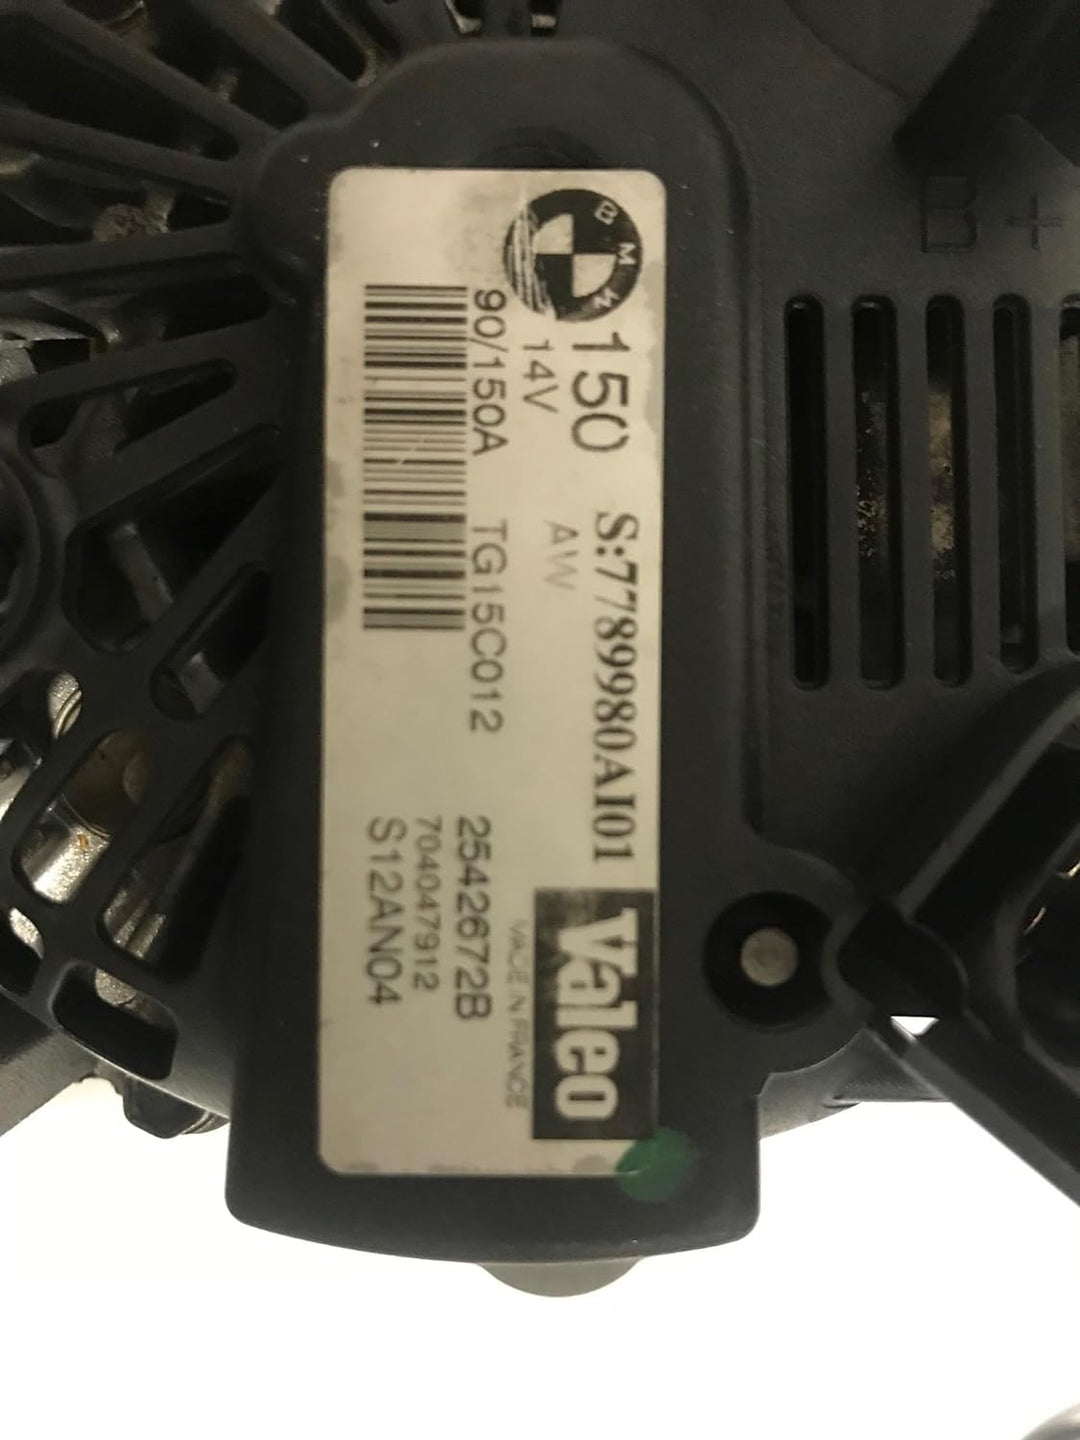 BMW
150 S:7789980AI01
14V AW
90/150A TG15C012
Valeo
MADE IN FRANCE
2542672B
704047912
S12AN04
B+